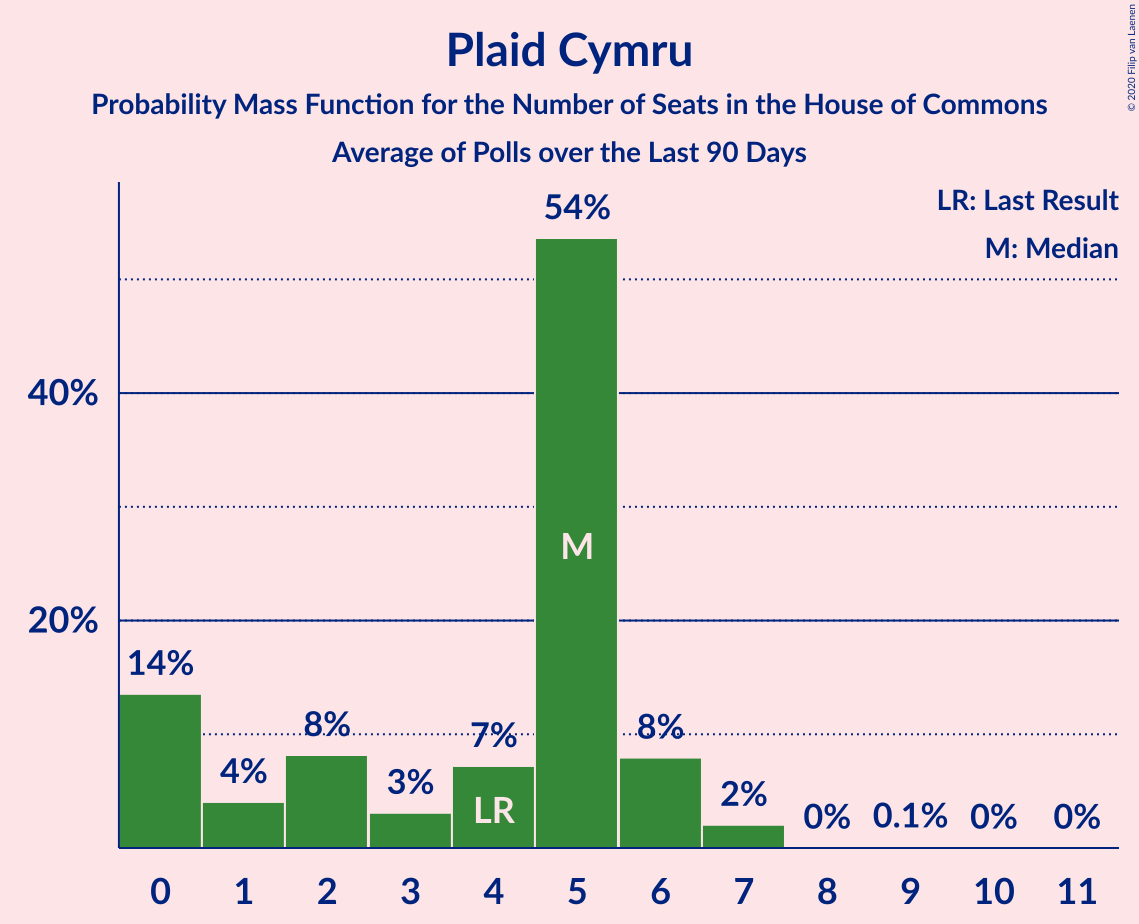 Plaid Cymru
Probability Mass Function for the Number of Seats in the House of Commons
Average of Polls over the Last 90 Days
© 2020 Filip van Laenen
LR: Last Result
M: Median
54%
40%
20%
14%
4%
8%
3%
7%
8%
2%
0%
0.1%
0%
0%
M
LR
0 1 2 3 4 5 6 7 8 9 10 11